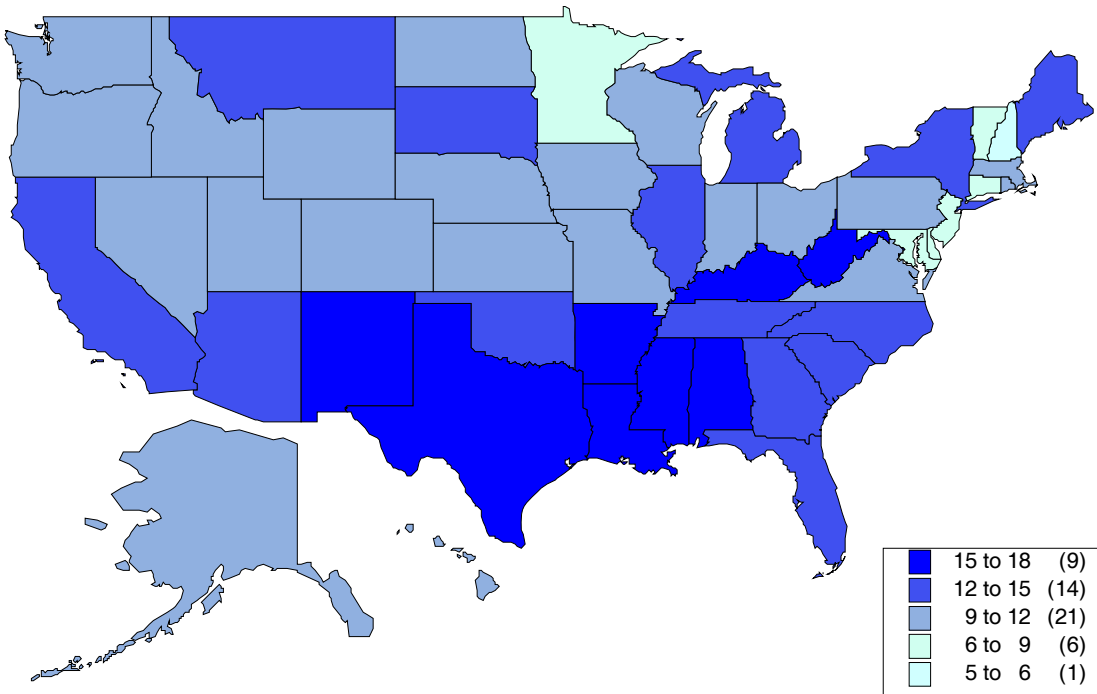 15 to 18 (9)
12 to 15 (14)
9 to 12 (21)
6 to 9 (6)
5 to 6 (1)